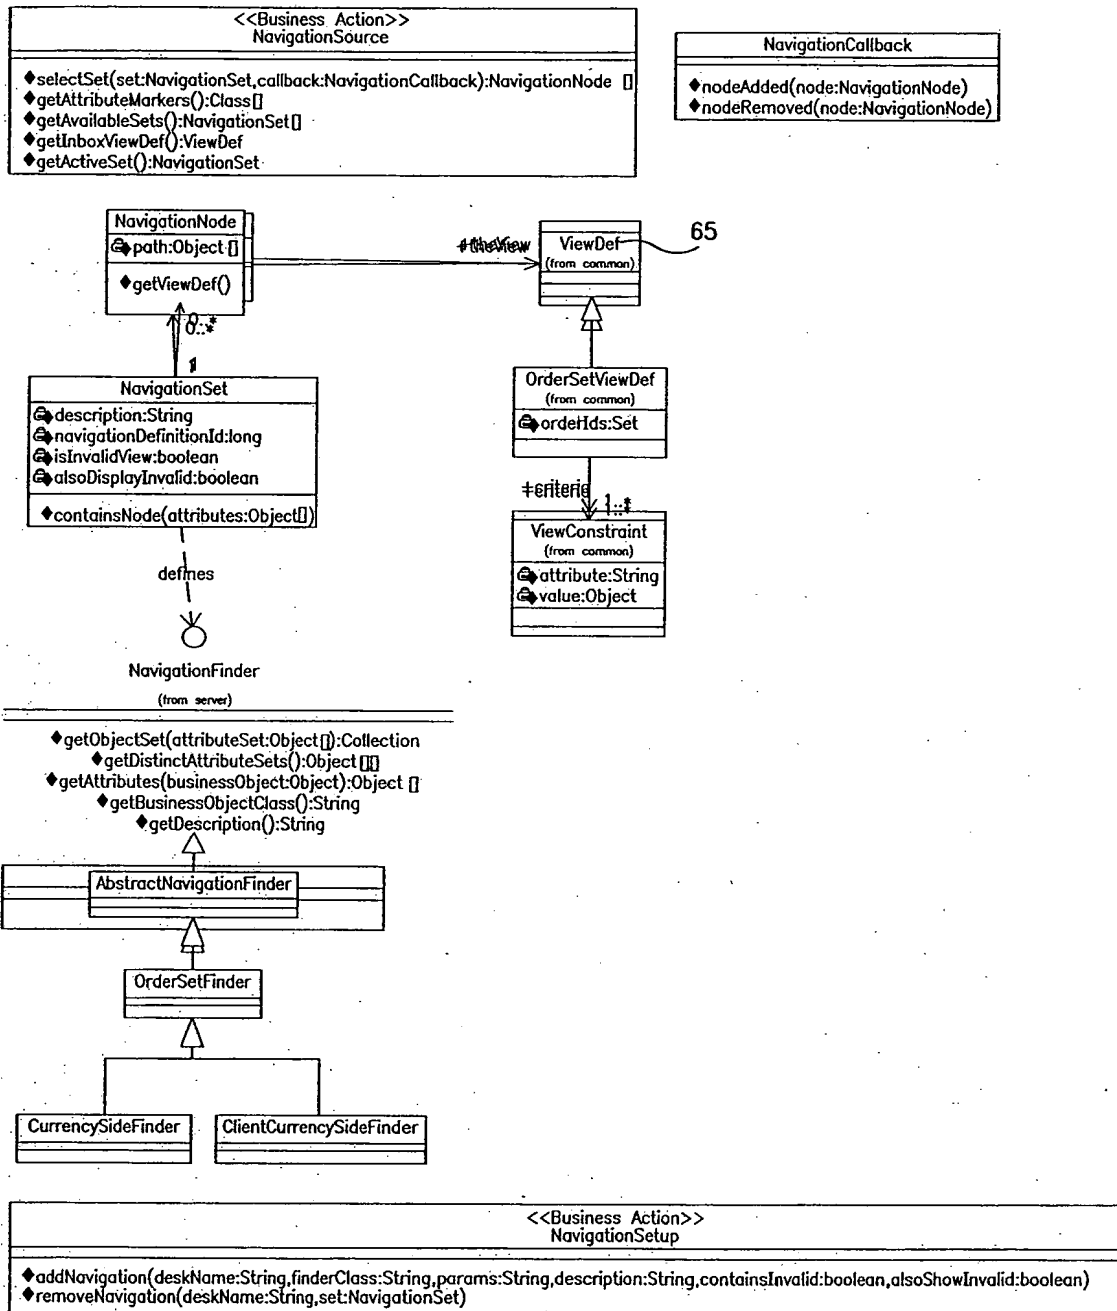 <<Business Action>>
NavigationSource
selectSet(set:NavigationSet,callback:NavigationCallback):NavigationNode []
getAttributeMarkers():Class[]
getAvailableSets():NavigationSet[]
getInboxViewDef():ViewDef
getActiveSet():NavigationSet
NavigationCallback
nodeAdded(node:NavigationNode)
nodeRemoved(node:NavigationNode)
NavigationNode
path:Object []
getViewDef()
+theView
ViewDef
(from common)
65
0..*
1
NavigationSet
description:String
navigationDefinitionId:long
isInvalidView:boolean
alsoDisplayInvalid:boolean
containsNode(attributes:Object[])
OrderSetViewDef
(from common)
orderIds:Set
+criteria
1..*
ViewConstraint
(from common)
attribute:String
value:Object
defines
NavigationFinder
(from server)
getObjectSet(attributeSet:Object[]):Collection
getDistinctAttributeSets():Object [][]
getAttributes(businessObject:Object):Object []
getBusinessObjectClass():String
getDescription():String
AbstractNavigationFinder
OrderSetFinder
CurrencySideFinder
ClientCurrencySideFinder
<<Business Action>>
NavigationSetup
addNavigation(deskName:String,finderClass:String,params:String,description:String,containsInvalid:boolean,alsoShowInvalid:boolean)
removeNavigation(deskName:String,set:NavigationSet)